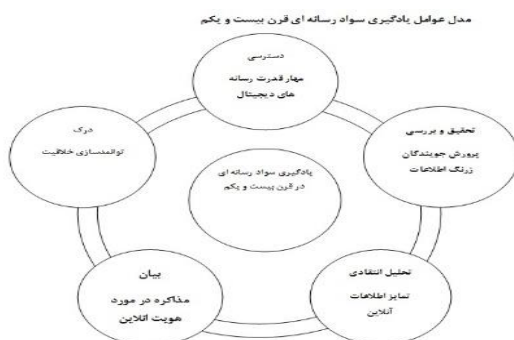 مدل عوامل یادگیری سواد رسانه ای قرن بیست و یکم
دسترسی
مهار قدرت رسانه
های دیجیتال
تحقیق و بررسی
پرورش جویندگان
زرنگ اطلاعات
درک
توانمندسازی خلاقیت
یادگیری سواد رسانه ای
در قرن بیست و یکم
تحلیل انتقادی
تمایز اطلاعات
آنلاین
بیان
مذاکره در مورد
هویت آنلاین